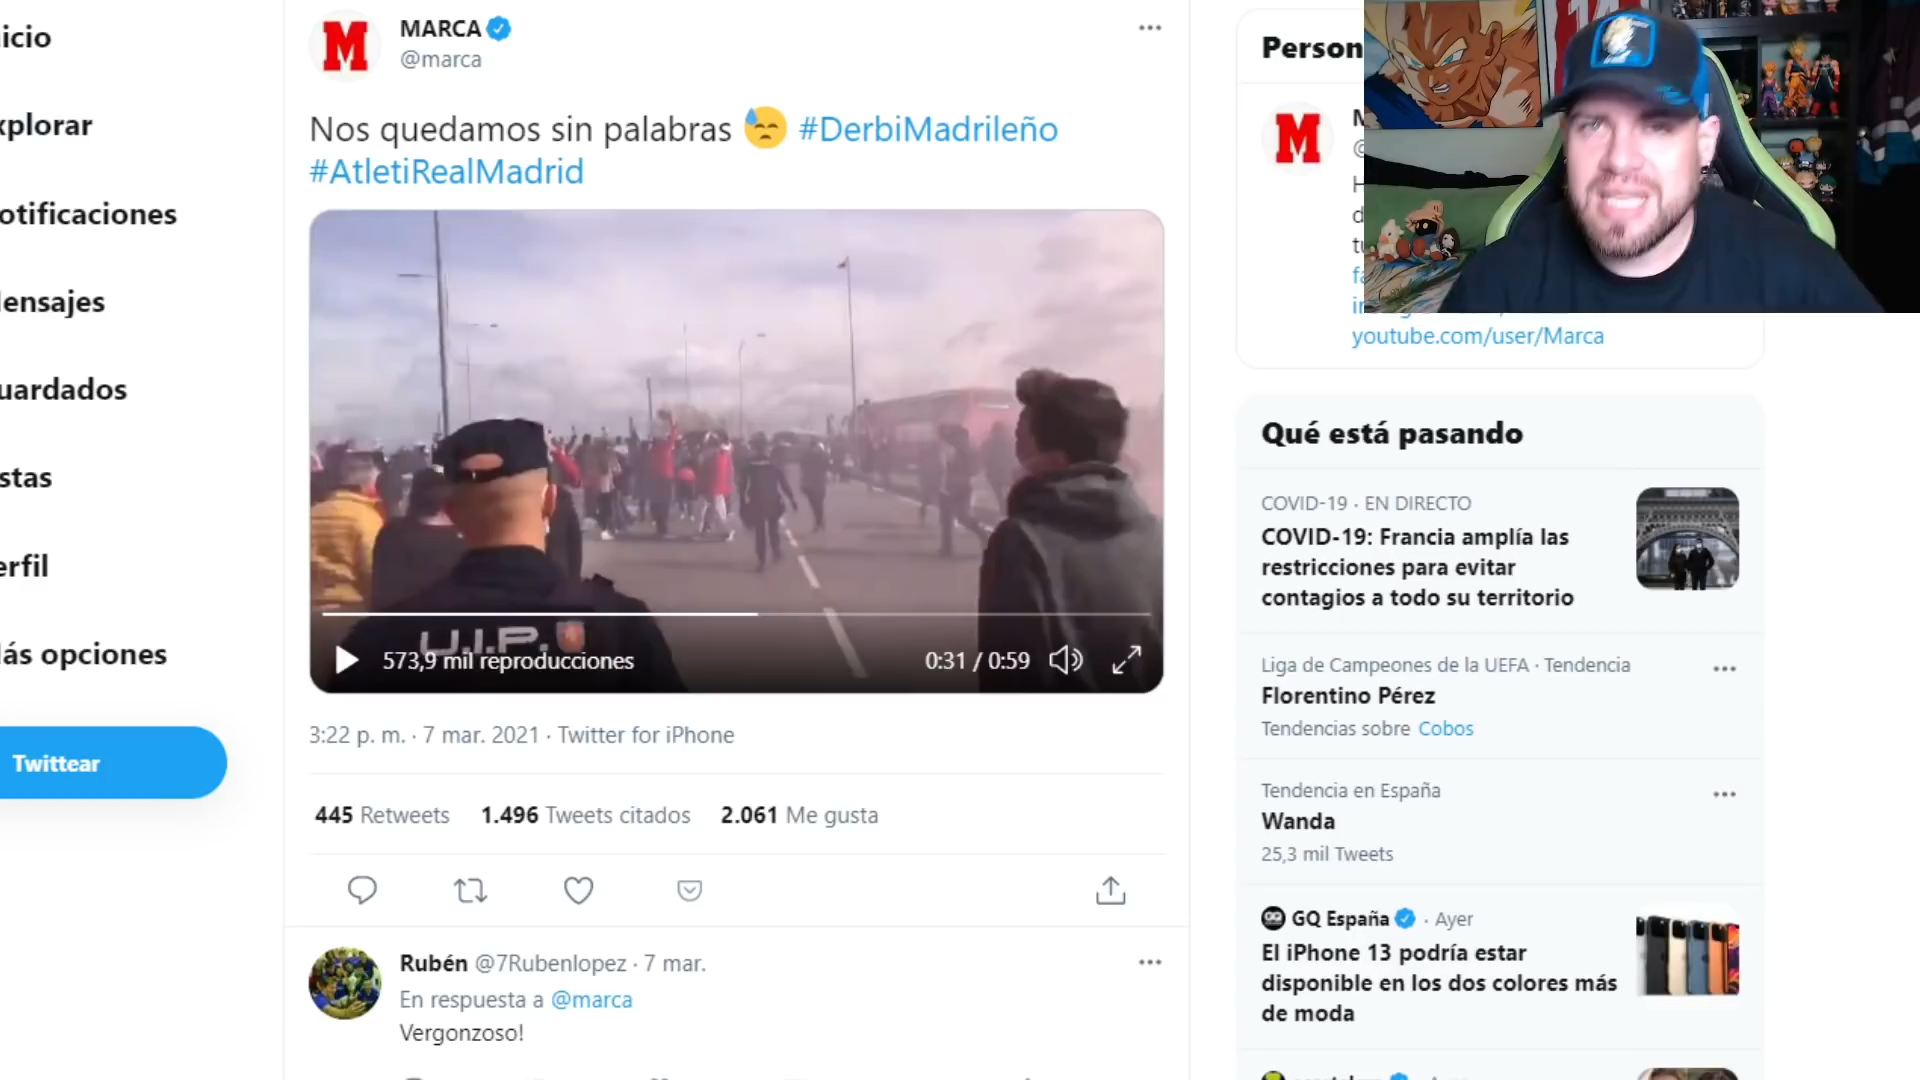 icio
xplorar
otificaciones
ensajes
uardados
stas
erfil
ás opciones
Twittear
MARCA
@marca
Nos quedamos sin palabras 😓 #DerbiMadrileño
#AtletiRealMadrid
U.I.P.
573,9 mil reproducciones
0:31 / 0:59
3:22 p. m. · 7 mar. 2021 · Twitter for iPhone
445 Retweets 1.496 Tweets citados 2.061 Me gusta
Rubén @7Rubenlopez · 7 mar.
En respuesta a @marca
Vergonzoso!
Person
youtube.com/user/Marca
Qué está pasando
COVID-19 · EN DIRECTO
COVID-19: Francia amplía las
restricciones para evitar
contagios a todo su territorio
Liga de Campeones de la UEFA · Tendencia
Florentino Pérez
Tendencias sobre Cobos
Tendencia en España
Wanda
25,3 mil Tweets
GQ España · Ayer
El iPhone 13 podría estar
disponible en los dos colores más
de moda